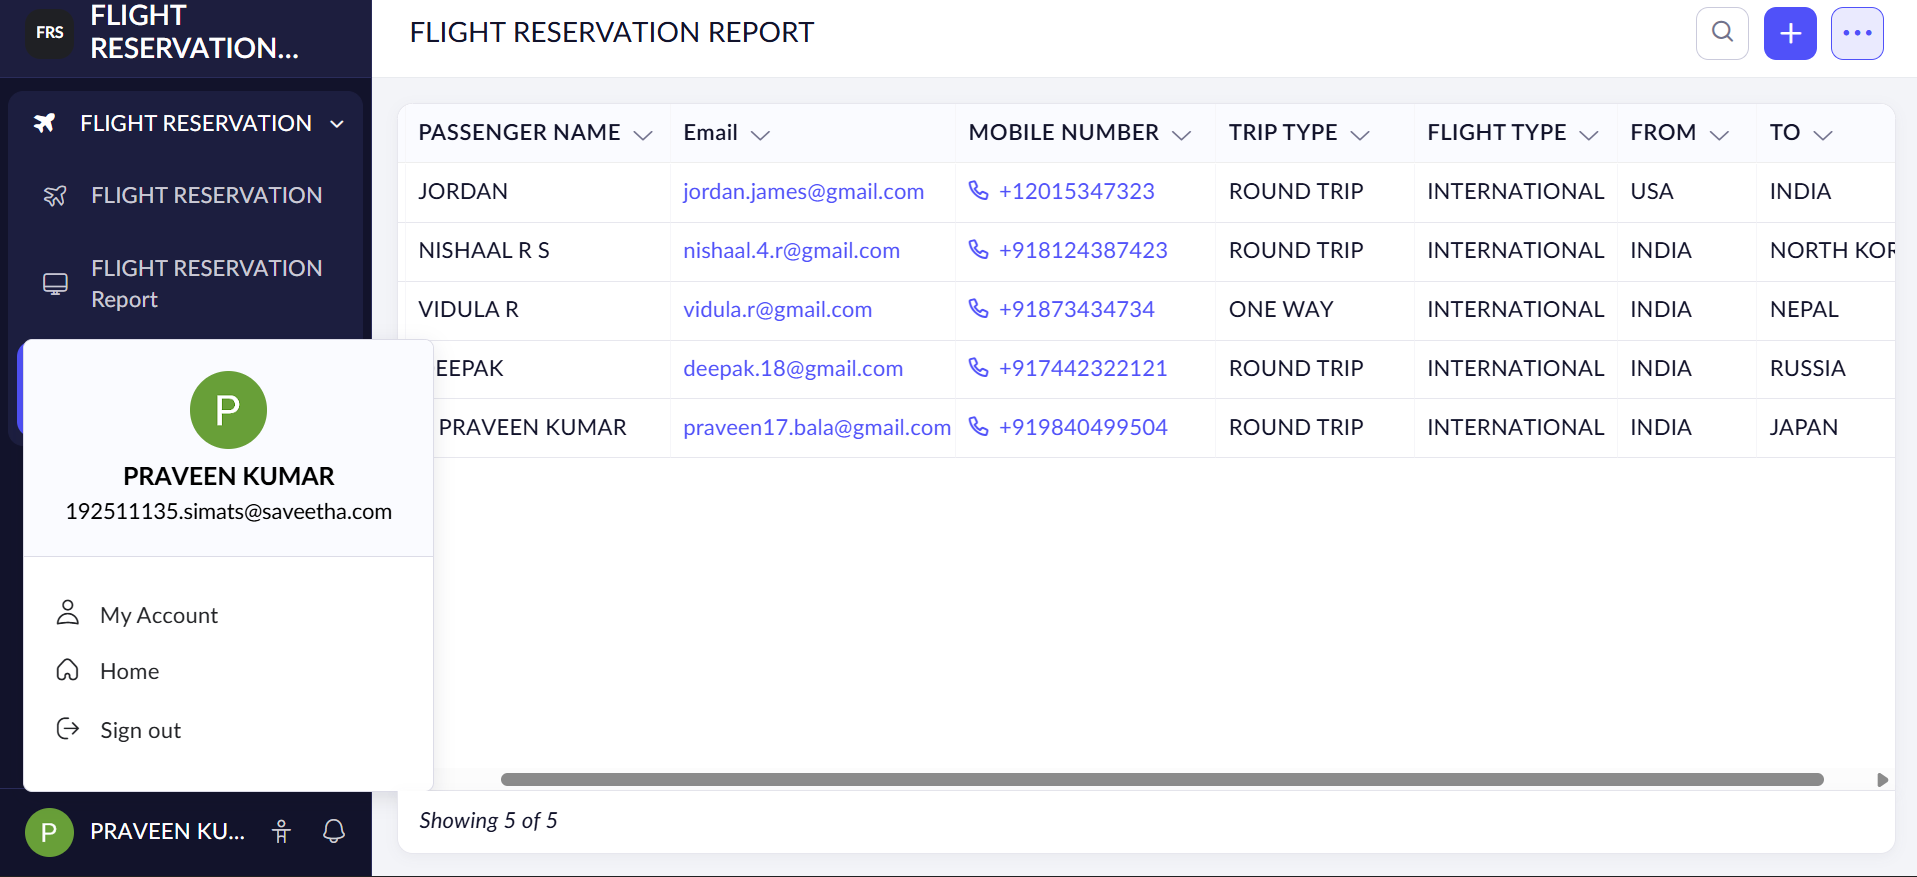 FRS
FLIGHT
RESERVATION...
FLIGHT RESERVATION
FLIGHT RESERVATION
FLIGHT RESERVATION
Report
P
PRAVEEN KUMAR
192511135.simats@saveetha.com
My Account
Home
Sign out
P
PRAVEEN KU...
FLIGHT RESERVATION REPORT
PASSENGER NAME Email MOBILE NUMBER TRIP TYPE FLIGHT TYPE FROM TO
JORDAN jordan.james@gmail.com +12015347323 ROUND TRIP INTERNATIONAL USA INDIA
NISHAAL R S nishaal.4.r@gmail.com +918124387423 ROUND TRIP INTERNATIONAL INDIA NORTH KOR
VIDULA R vidula.r@gmail.com +91873434734 ONE WAY INTERNATIONAL INDIA NEPAL
EEPAK deepak.18@gmail.com +917442322121 ROUND TRIP INTERNATIONAL INDIA RUSSIA
PRAVEEN KUMAR praveen17.bala@gmail.com +919840499504 ROUND TRIP INTERNATIONAL INDIA JAPAN
Showing 5 of 5